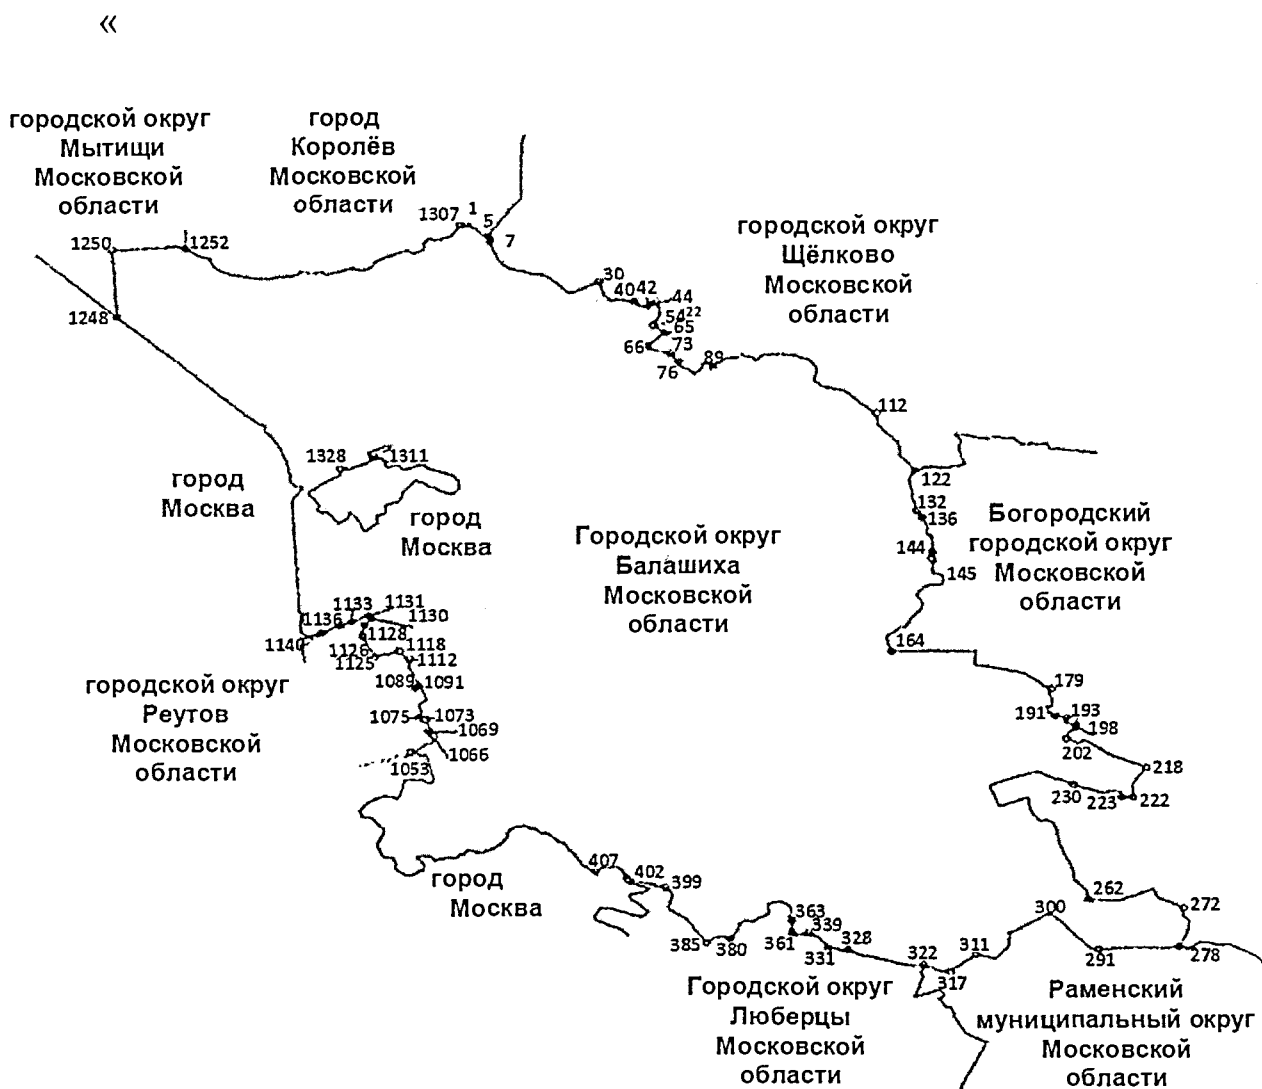 «
городской округ
Мытищи
Московской
области
город
Королёв
Московской
области
1307
1
5
7
1250
1252
1248
городской округ
Щёлково
Московской
области
30
40
42
44
54
22
65
66
73
76
89
112
122
132
136
144
145
164
1328
1311
город
Москва
город
Москва
Городской округ
Балашиха
Московской
области
Богородский
городской округ
Московской
области
1133
1131
1136
1130
1140
1128
1126
1125
1118
1112
1089
1091
1075
1073
1069
1066
1053
городской округ
Реутов
Московской
области
179
191
193
198
202
218
230
223
222
262
272
278
291
300
311
317
322
328
331
339
361
363
380
385
399
402
407
город
Москва
Городской округ
Люберцы
Московской
области
Раменский
муниципальный округ
Московской
области